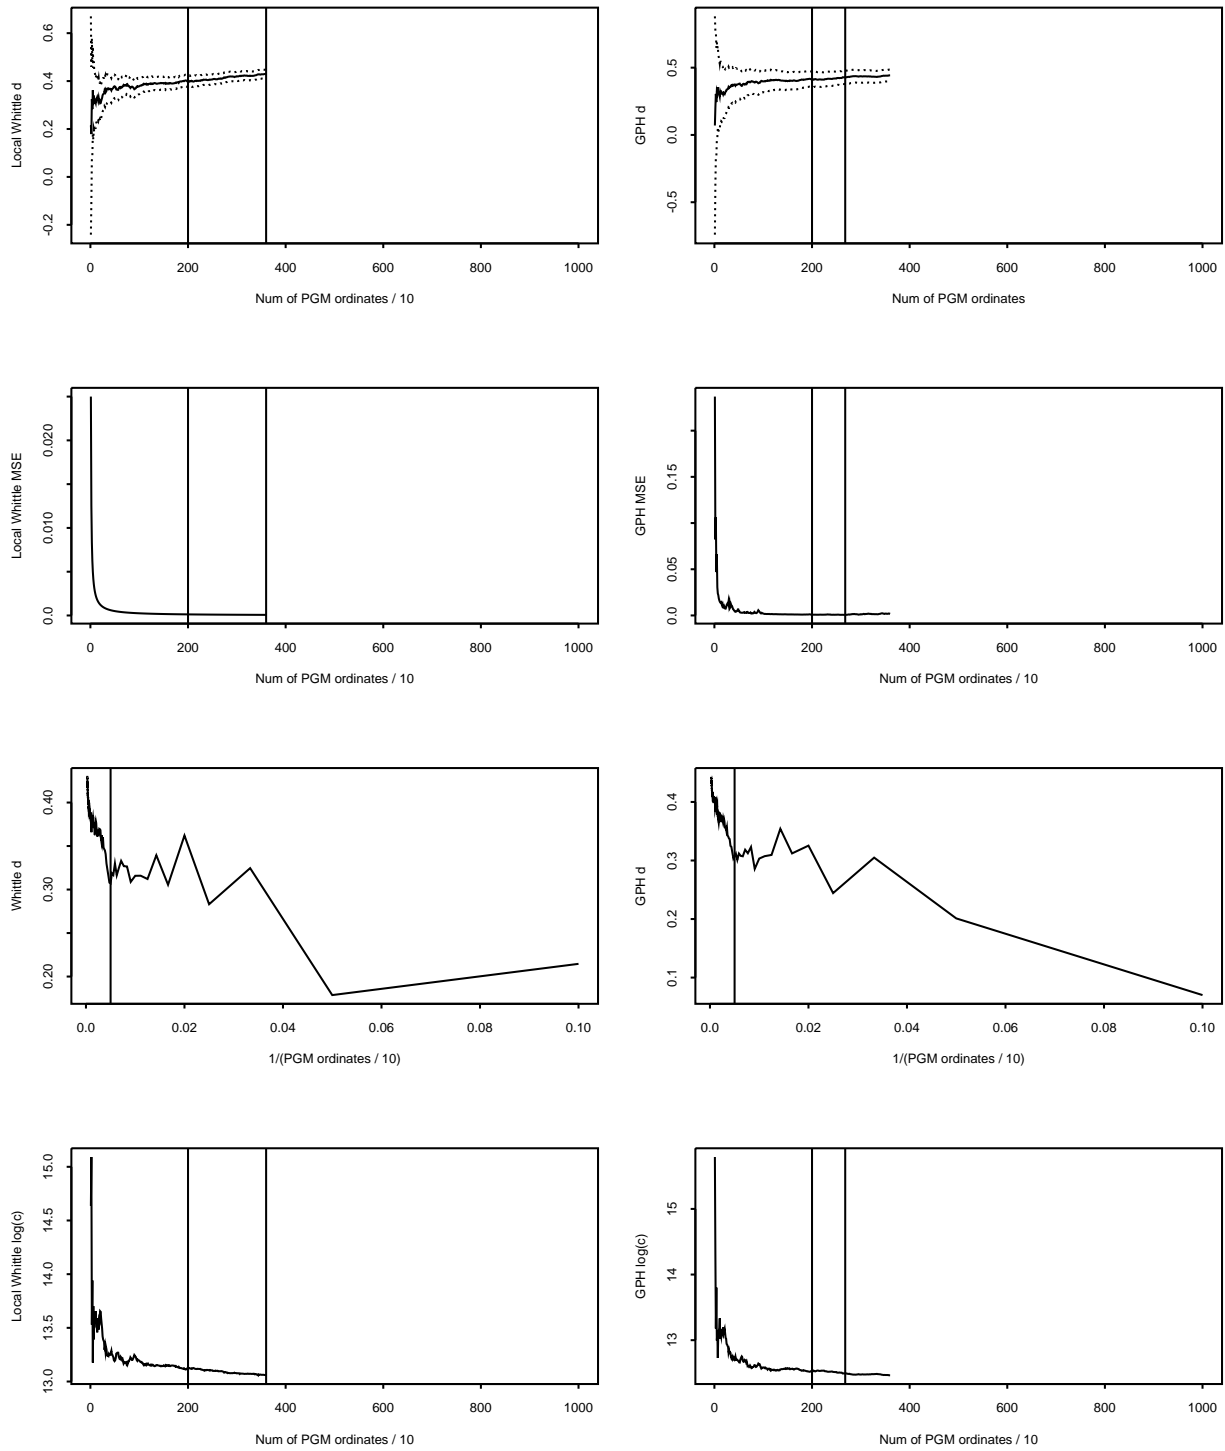 Local Whittle d
0.6
0.4
0.2
0.0
-0.2
0 200 400 600 800 1000
Num of PGM ordinates / 10
GPH d
0.5
0.0
-0.5
0 200 400 600 800 1000
Num of PGM ordinates
Local Whittle MSE
0.020
0.010
0.0
0 200 400 600 800 1000
Num of PGM ordinates / 10
GPH MSE
0.15
0.05
0.0
0 200 400 600 800 1000
Num of PGM ordinates / 10
Whittle d
0.40
0.30
0.20
0.0 0.02 0.04 0.06 0.08 0.10
1/(PGM ordinates / 10)
GPH d
0.4
0.3
0.2
0.1
0.0 0.02 0.04 0.06 0.08 0.10
1/(PGM ordinates / 10)
Local Whittle log(c)
15.0
14.5
14.0
13.5
13.0
0 200 400 600 800 1000
Num of PGM ordinates / 10
GPH log(c)
15
14
13
0 200 400 600 800 1000
Num of PGM ordinates / 10